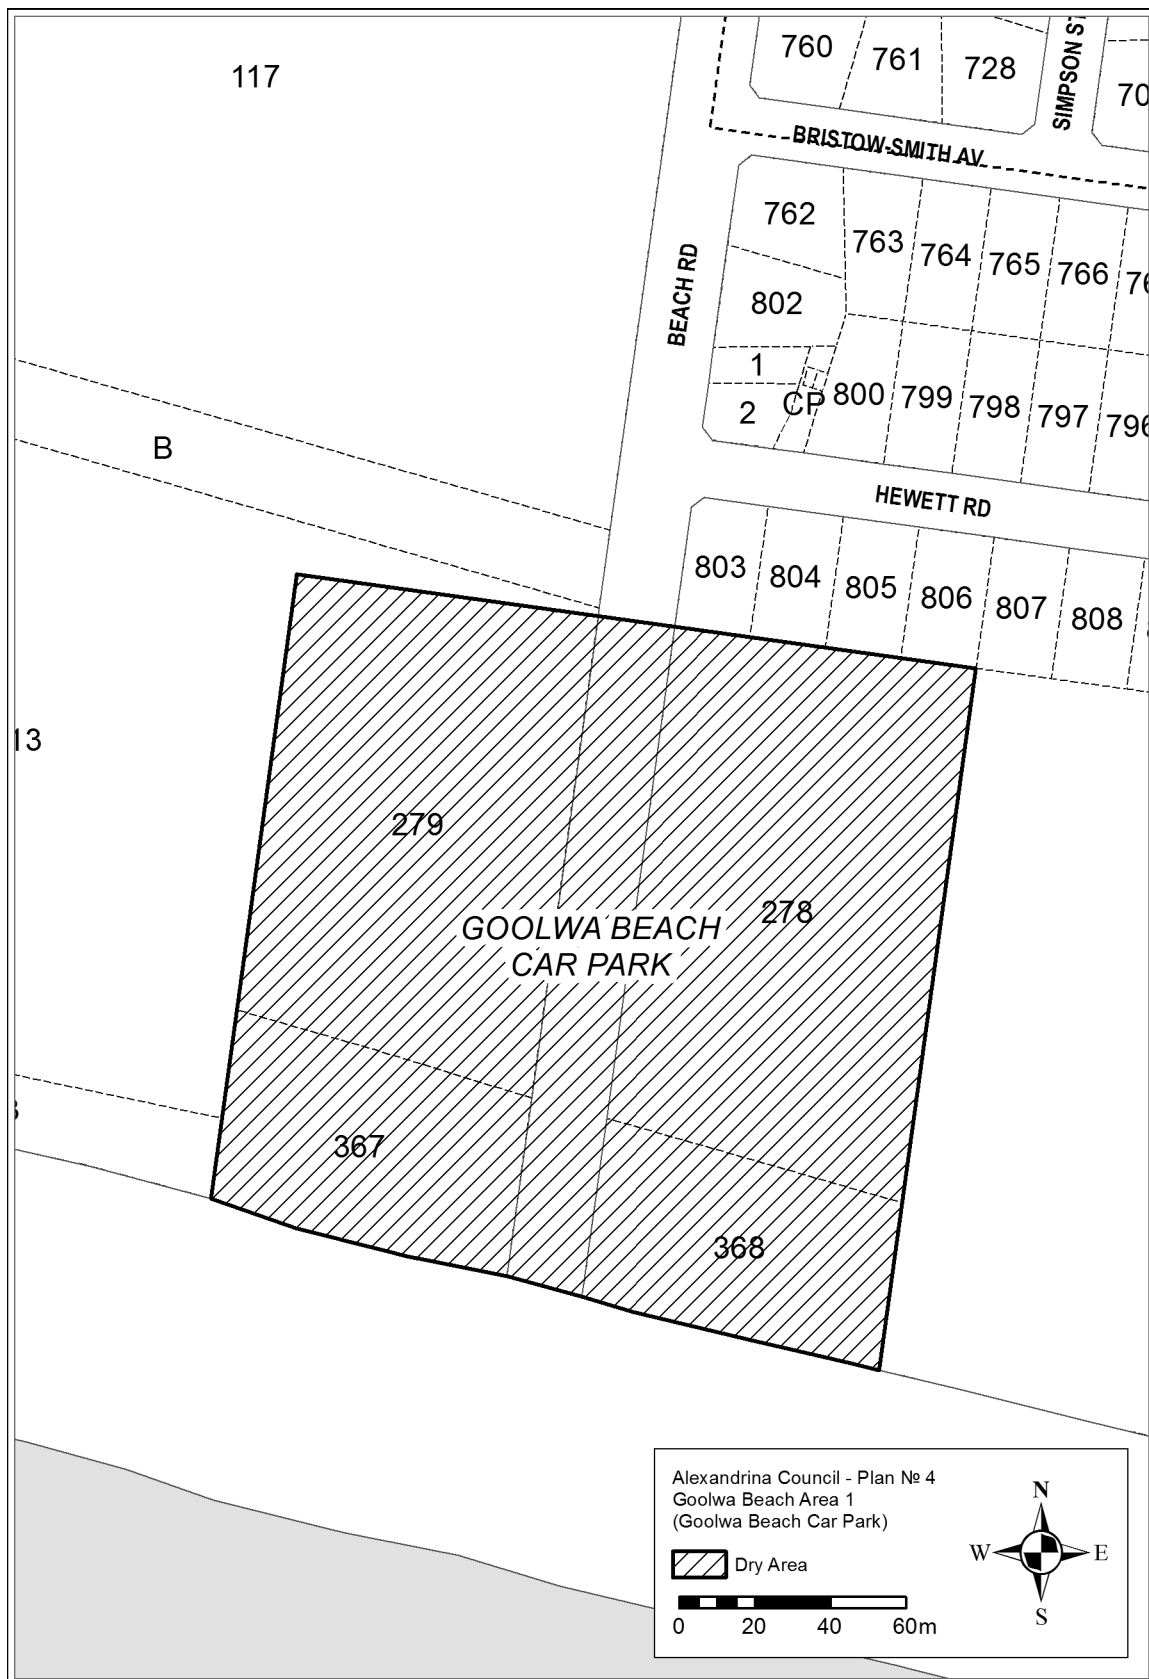 117
760
761
728
SIMPSON ST
70
BRISTOW-SMITH AV
762
763
764
765
766
76
BEACH RD
802
1
2
CP
800
799
798
797
796
B
HEWETT RD
803
804
805
806
807
808
13
279
278
GOOLWA BEACH
CAR PARK
367
368
Alexandrina Council - Plan № 4
Goolwa Beach Area 1
(Goolwa Beach Car Park)
Dry Area
0 20 40 60m
N
W E
S